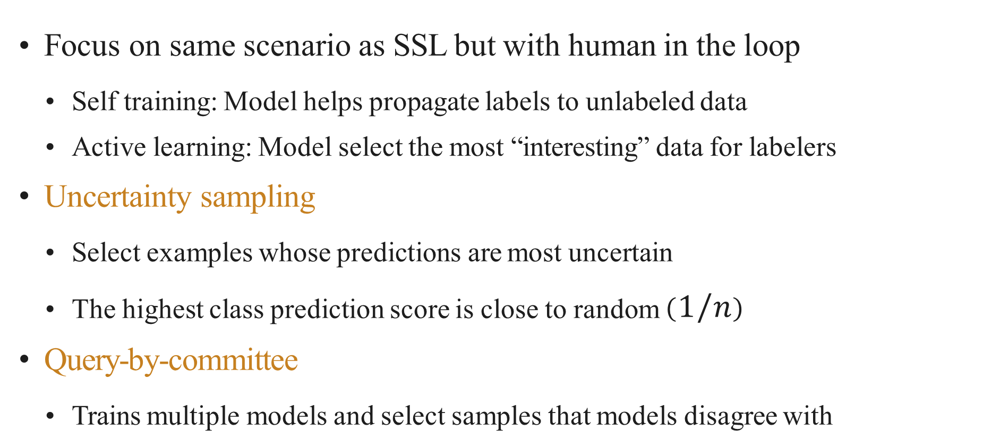 • Focus on same scenario as SSL but with human in the loop
• Self training: Model helps propagate labels to unlabeled data
• Active learning: Model select the most “interesting” data for labelers
• Uncertainty sampling
• Select examples whose predictions are most uncertain
• The highest class prediction score is close to random (1/n)
• Query-by-committee
• Trains multiple models and select samples that models disagree with